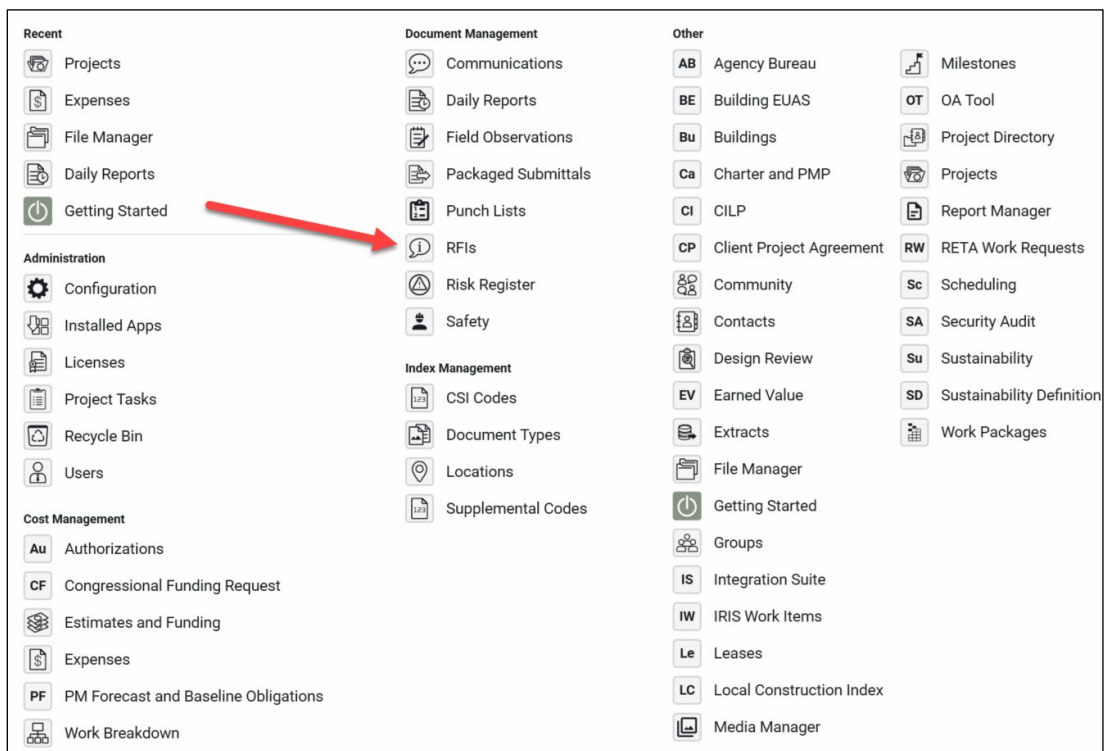 Recent
Projects
Expenses
File Manager
Daily Reports
Getting Started
Administration
Configuration
Installed Apps
Licenses
Project Tasks
Recycle Bin
Users
Cost Management
Au Authorizations
CF Congressional Funding Request
Estimates and Funding
Expenses
PF PM Forecast and Baseline Obligations
Work Breakdown
Document Management
Communications
Daily Reports
Field Observations
Packaged Submittals
Punch Lists
RFIs
Risk Register
Safety
Index Management
123 CSI Codes
Document Types
Locations
123 Supplemental Codes
Other
AB Agency Bureau
BE Building EUAS
Bu Buildings
Ca Charter and PMP
CI CILP
CP Client Project Agreement
Community
Contacts
Design Review
EV Earned Value
Extracts
File Manager
Getting Started
Groups
IS Integration Suite
IW IRIS Work Items
Le Leases
LC Local Construction Index
Media Manager
Milestones
OT OA Tool
Project Directory
Projects
Report Manager
RW RETA Work Requests
Sc Scheduling
SA Security Audit
Su Sustainability
SD Sustainability Definition
Work Packages